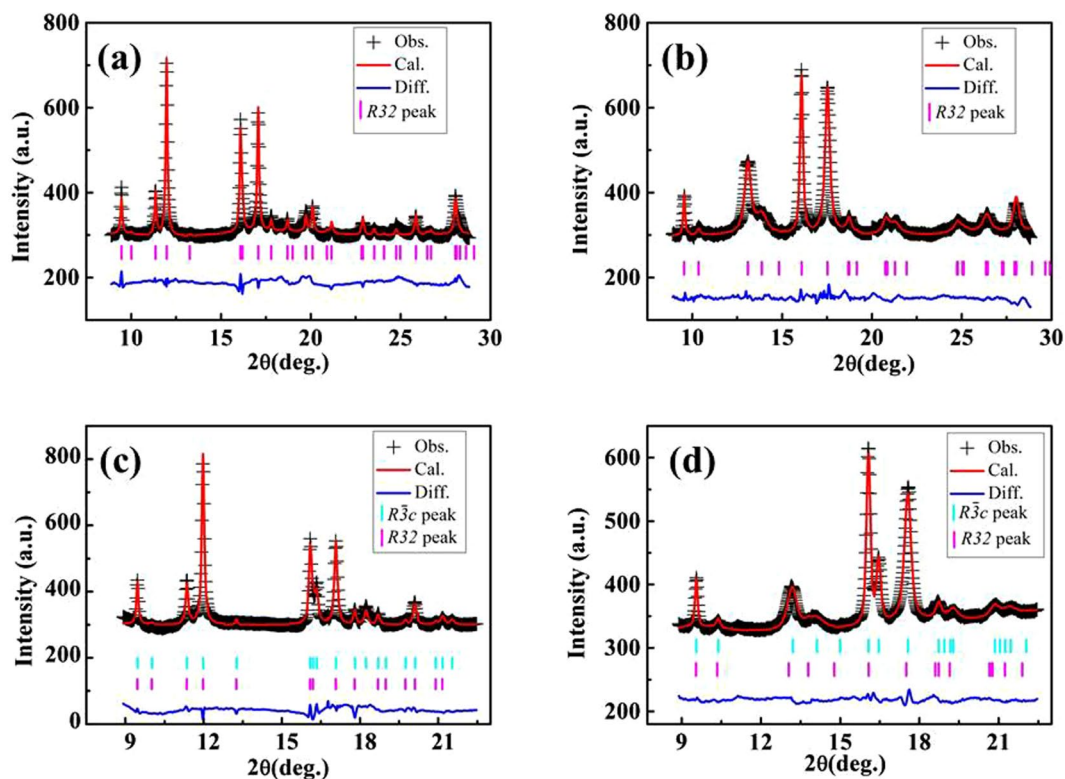 800
600
400
200
Intensity (a.u.)
(a)
Obs.
Cal.
Diff.
R32 peak
10 15 20 25 30
2θ(deg.)
800
600
400
200
Intensity (a.u.)
(b)
Obs.
Cal.
Diff.
R32 peak
10 15 20 25 30
2θ(deg.)
800
600
400
200
0
Intensity (a.u.)
(c)
Obs.
Cal.
Diff.
R3̄c peak
R32 peak
9 12 15 18 21
2θ(deg.)
600
500
400
300
200
Intensity (a.u.)
(d)
Obs.
Cal.
Diff.
R3̄c peak
R32 peak
9 12 15 18 21
2θ(deg.)